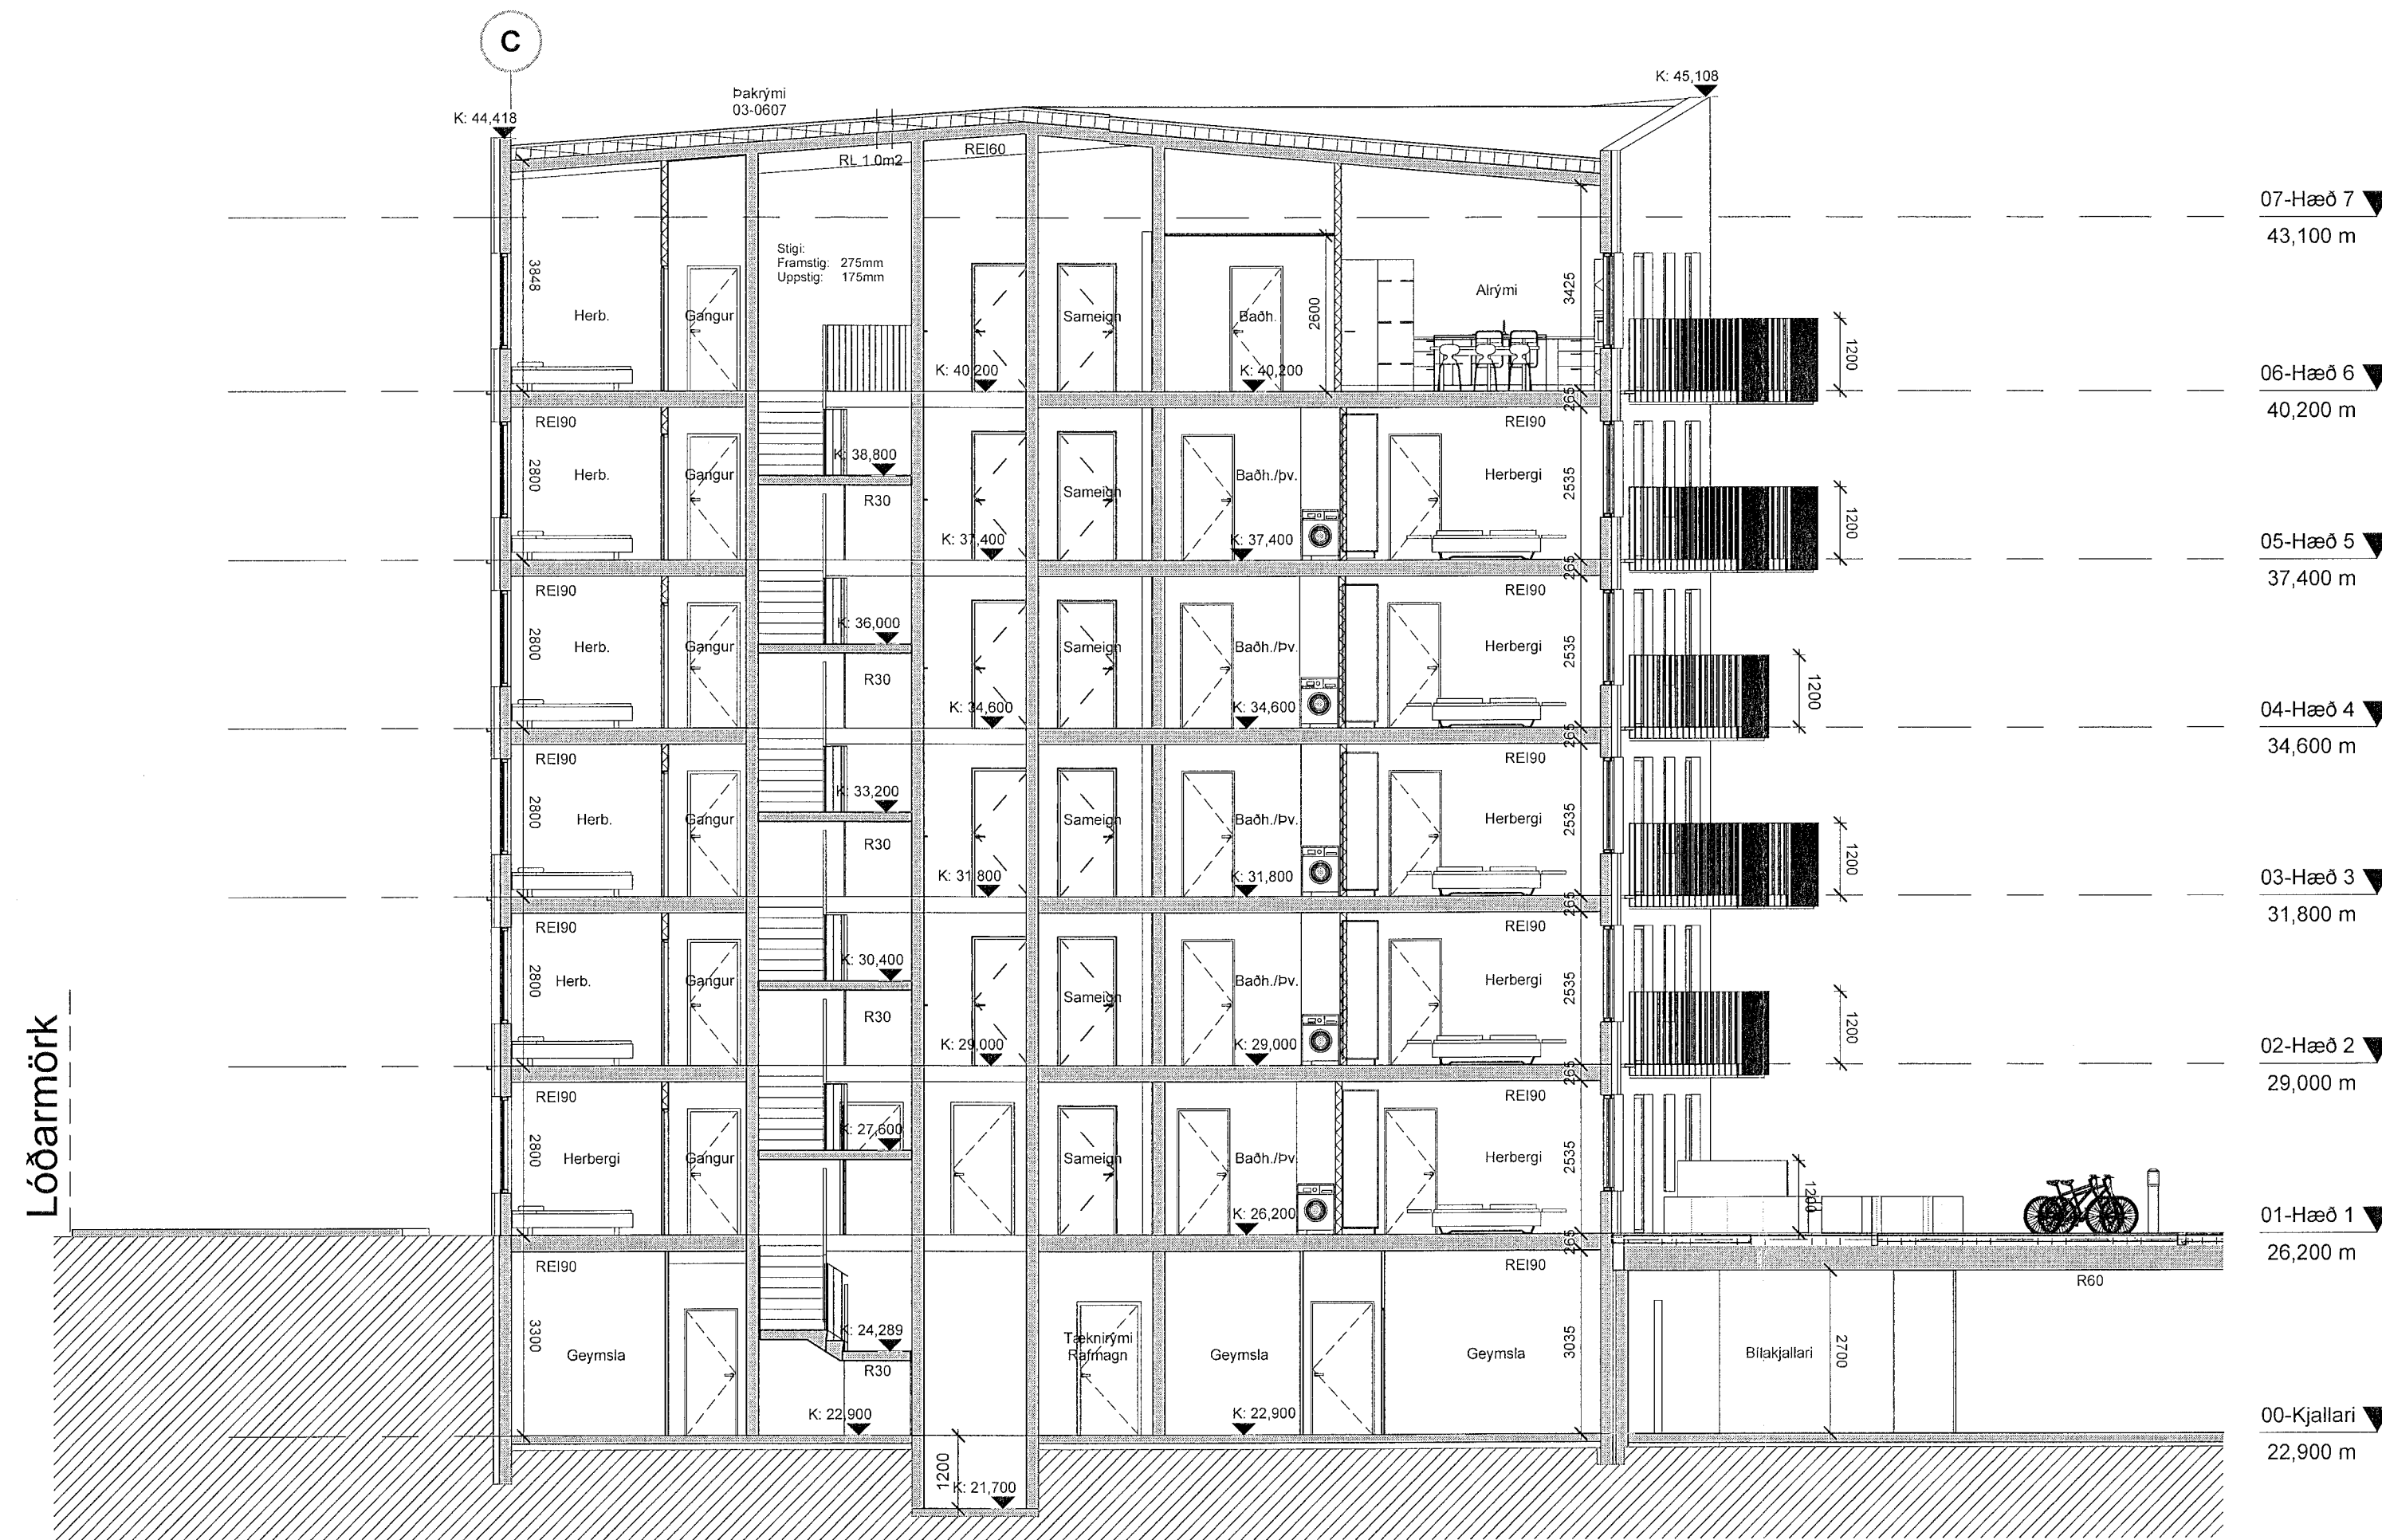 C
K: 45,108
Þakrými
03-0607
K: 44,418
REI60
RL 1.0m2
07-Hæð 7
43,100 m
Stigi:
Framstig: 275mm
Uppstig: 175mm
3848
Herb.
Gangur
Sameign
Baðh.
2600
Alrými
3425
1200
K: 40,200
K: 40,200
06-Hæð 6
40,200 m
265
REI90
REI90
K: 38,800
2800
Herb.
Gangur
R30
Sameign
Baðh./þv.
Herbergi
2535
1200
K: 37,400
K: 37,400
05-Hæð 5
37,400 m
265
REI90
REI90
K: 36,000
2800
Herb.
Gangur
R30
Sameign
Baðh./Þv.
Herbergi
2535
1200
K: 34,600
K: 34,600
04-Hæð 4
34,600 m
265
REI90
REI90
K: 33,200
2800
Herb.
Gangur
R30
Sameign
Baðh./Þv.
Herbergi
2535
1200
K: 31,800
K: 31,800
03-Hæð 3
31,800 m
265
REI90
REI90
K: 30,400
2800
Herb.
Gangur
R30
Sameign
Baðh./Þv.
Herbergi
2535
1200
K: 29,000
K: 29,000
02-Hæð 2
29,000 m
265
REI90
REI90
K: 27,600
2800
Herbergi
Gangur
Sameign
Baðh./Þv.
Herbergi
2535
1200
K: 26,200
01-Hæð 1
26,200 m
265
Lóðarmörk
REI90
REI90
R60
K: 24,289
3300
Geymsla
R30
Tæknirými
Rafmagn
Geymsla
Geymsla
3035
Bílakjallari
2700
K: 22,900
K: 22,900
00-Kjallari
22,900 m
1200
K: 21,700